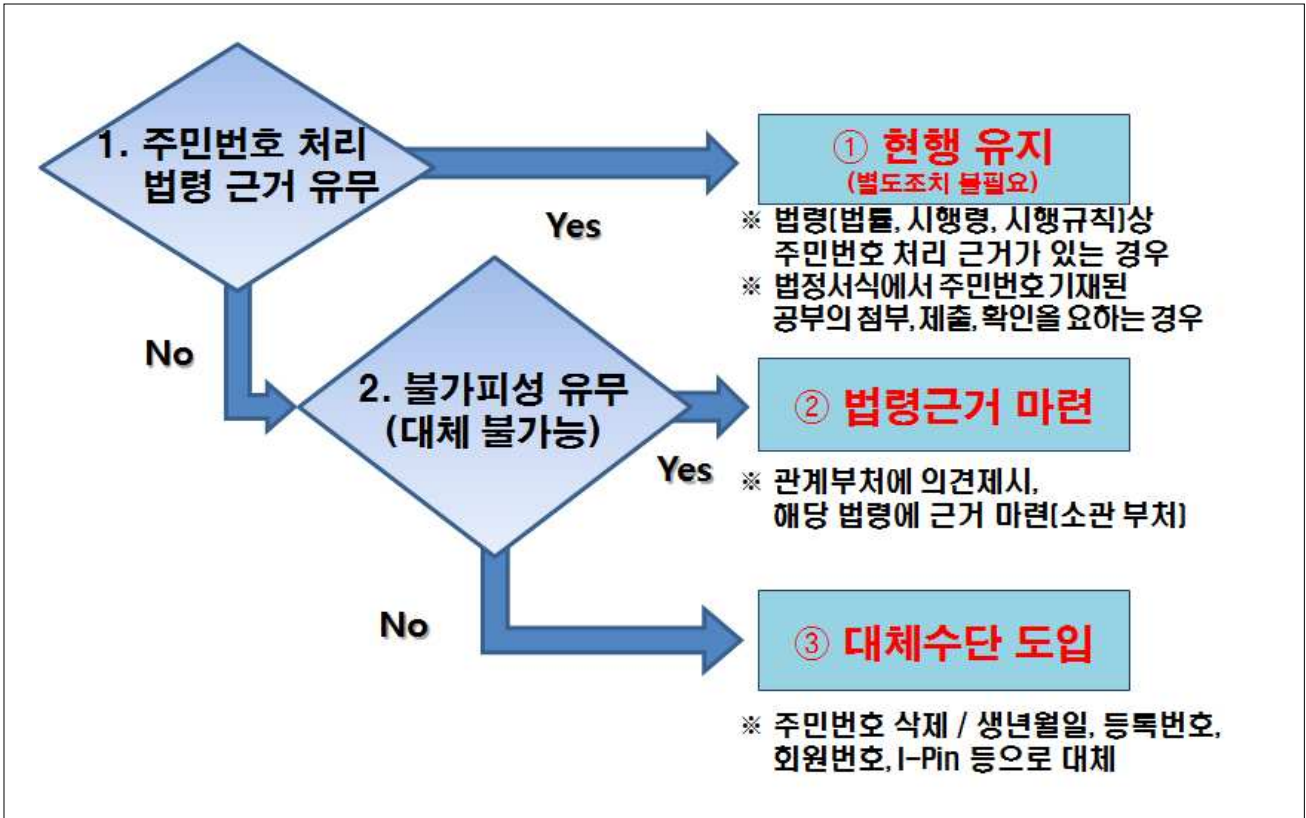 1. 주민번호 처리
법령 근거 유무
Yes
① 현행 유지
(별도조치 불필요)
※ 법령(법률, 시행령, 시행규칙)상
주민번호 처리 근거가 있는 경우
※ 법정서식에서 주민번호 기재된
공부의 첨부, 제출, 확인을 요하는 경우
No
2. 불가피성 유무
(대체 불가능)
Yes
② 법령근거 마련
※ 관계부처에 의견제시,
해당 법령에 근거 마련(소관 부처)
No
③ 대체수단 도입
※ 주민번호 삭제 / 생년월일, 등록번호,
회원번호, I-Pin 등으로 대체